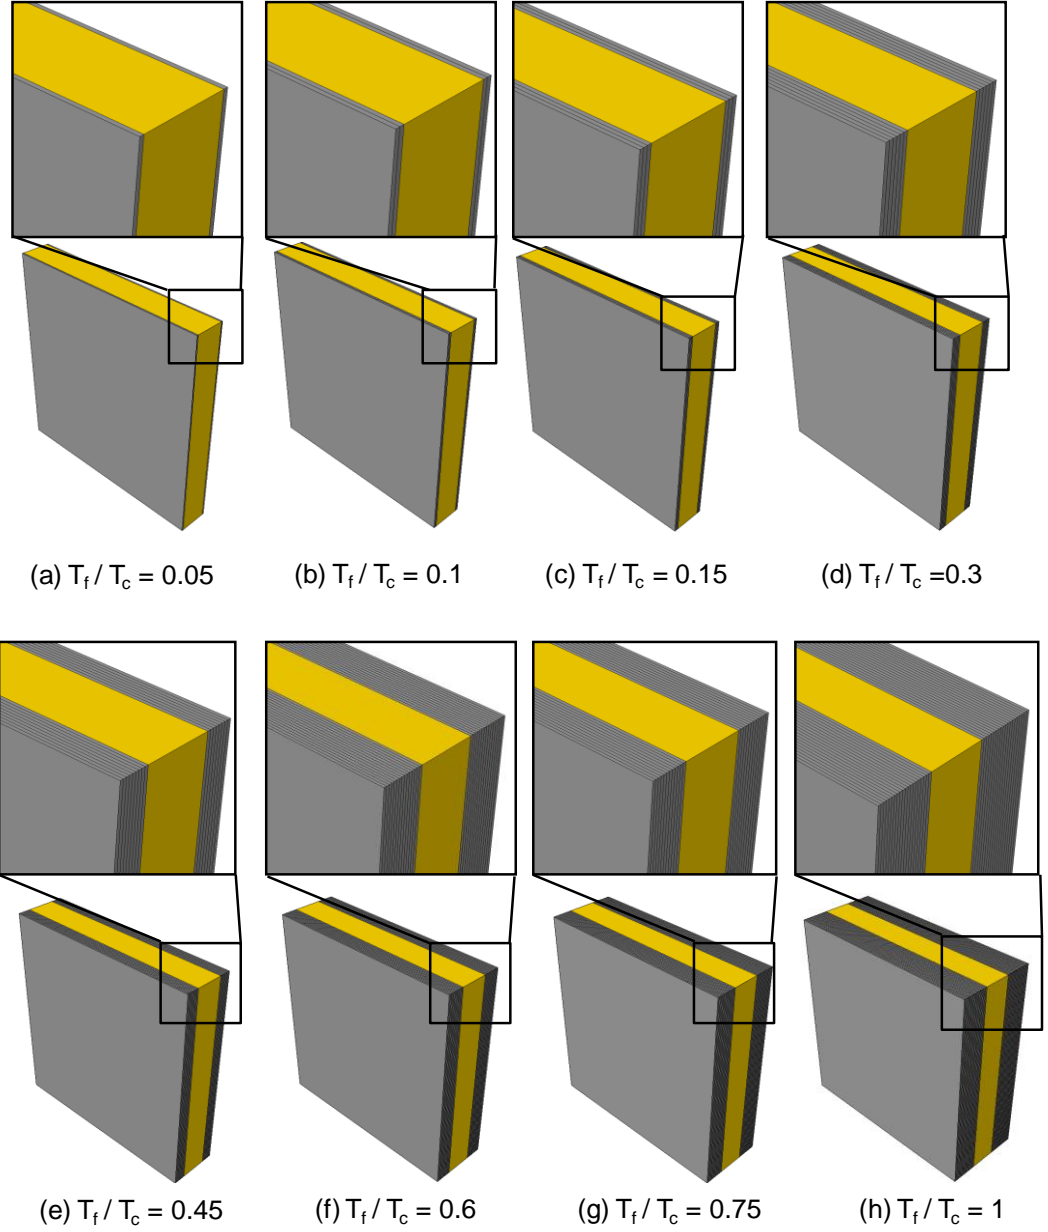 (a) T_f / T_c = 0.05
(b) T_f / T_c = 0.1
(c) T_f / T_c = 0.15
(d) T_f / T_c =0.3
(e) T_f / T_c = 0.45
(f) T_f / T_c = 0.6
(g) T_f / T_c = 0.75
(h) T_f / T_c = 1